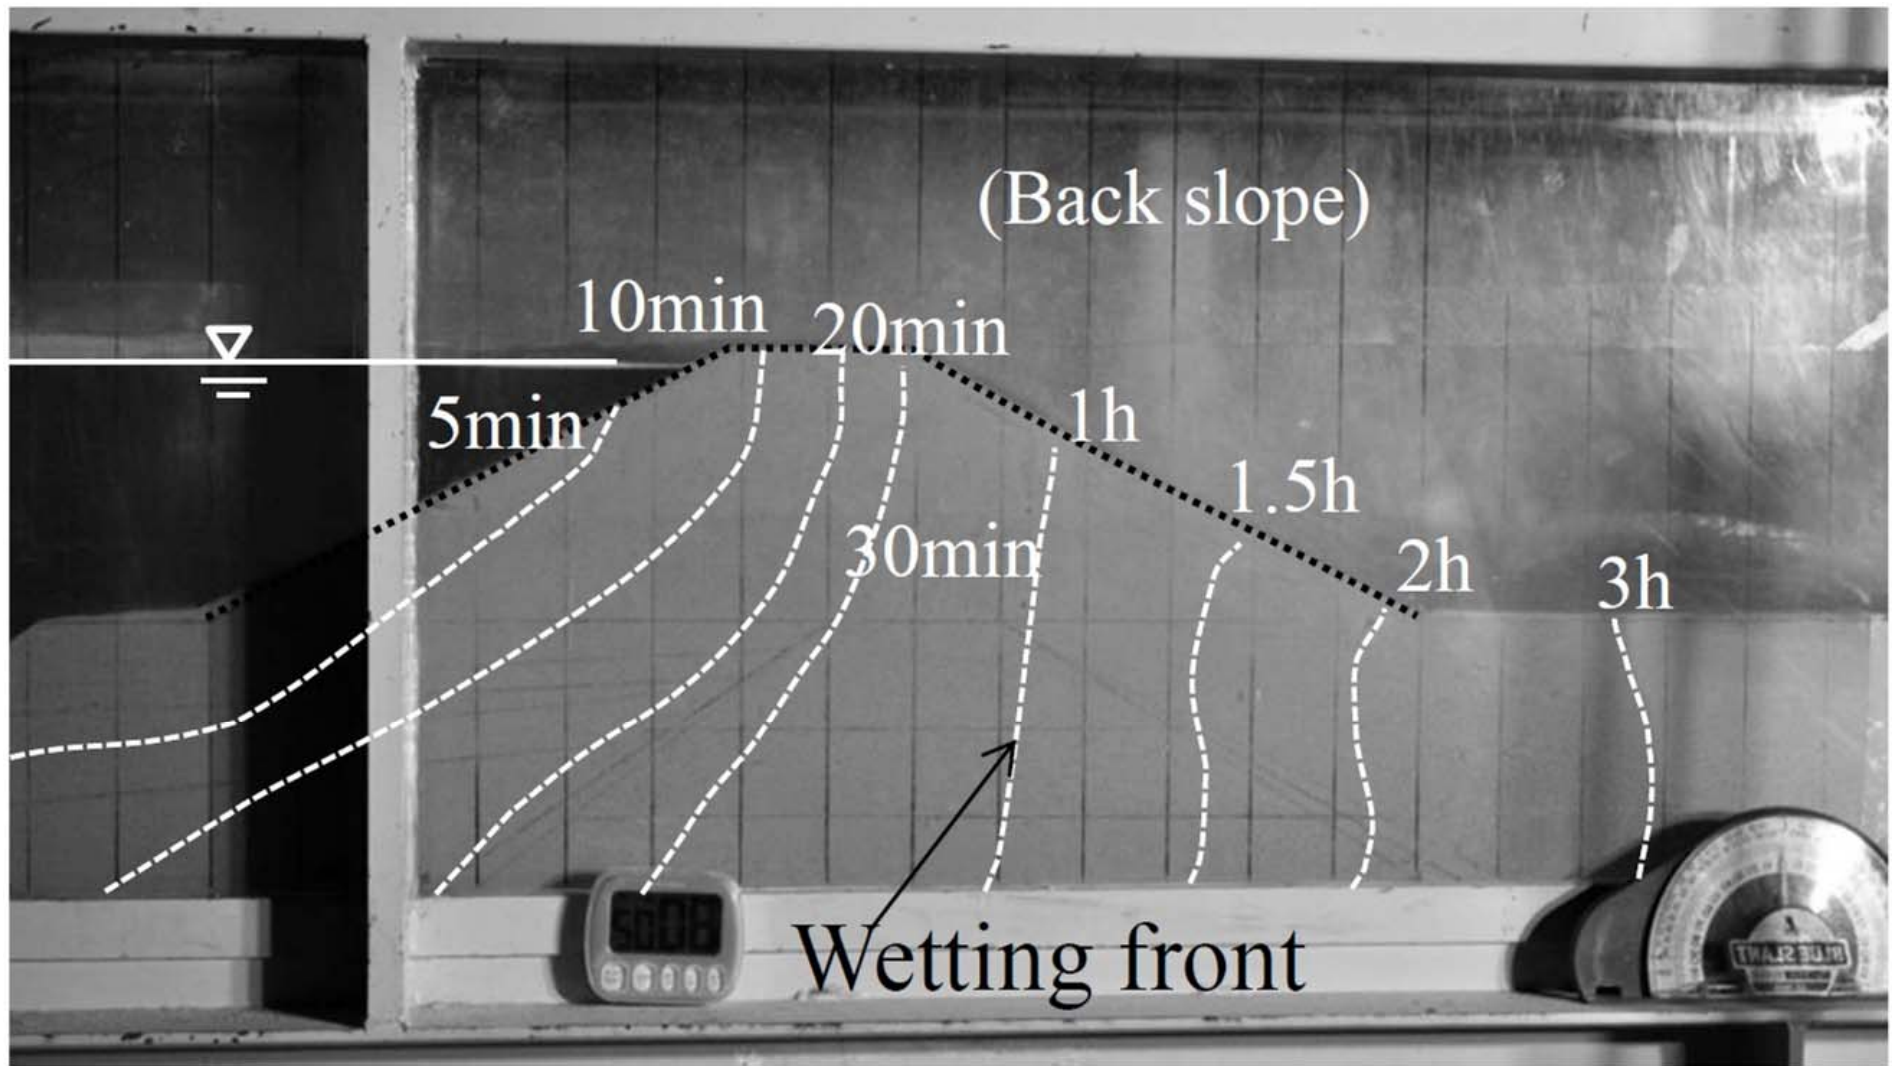 (Back slope)
10min
20min
5min
1h
1.5h
30min
2h
3h
Wetting front